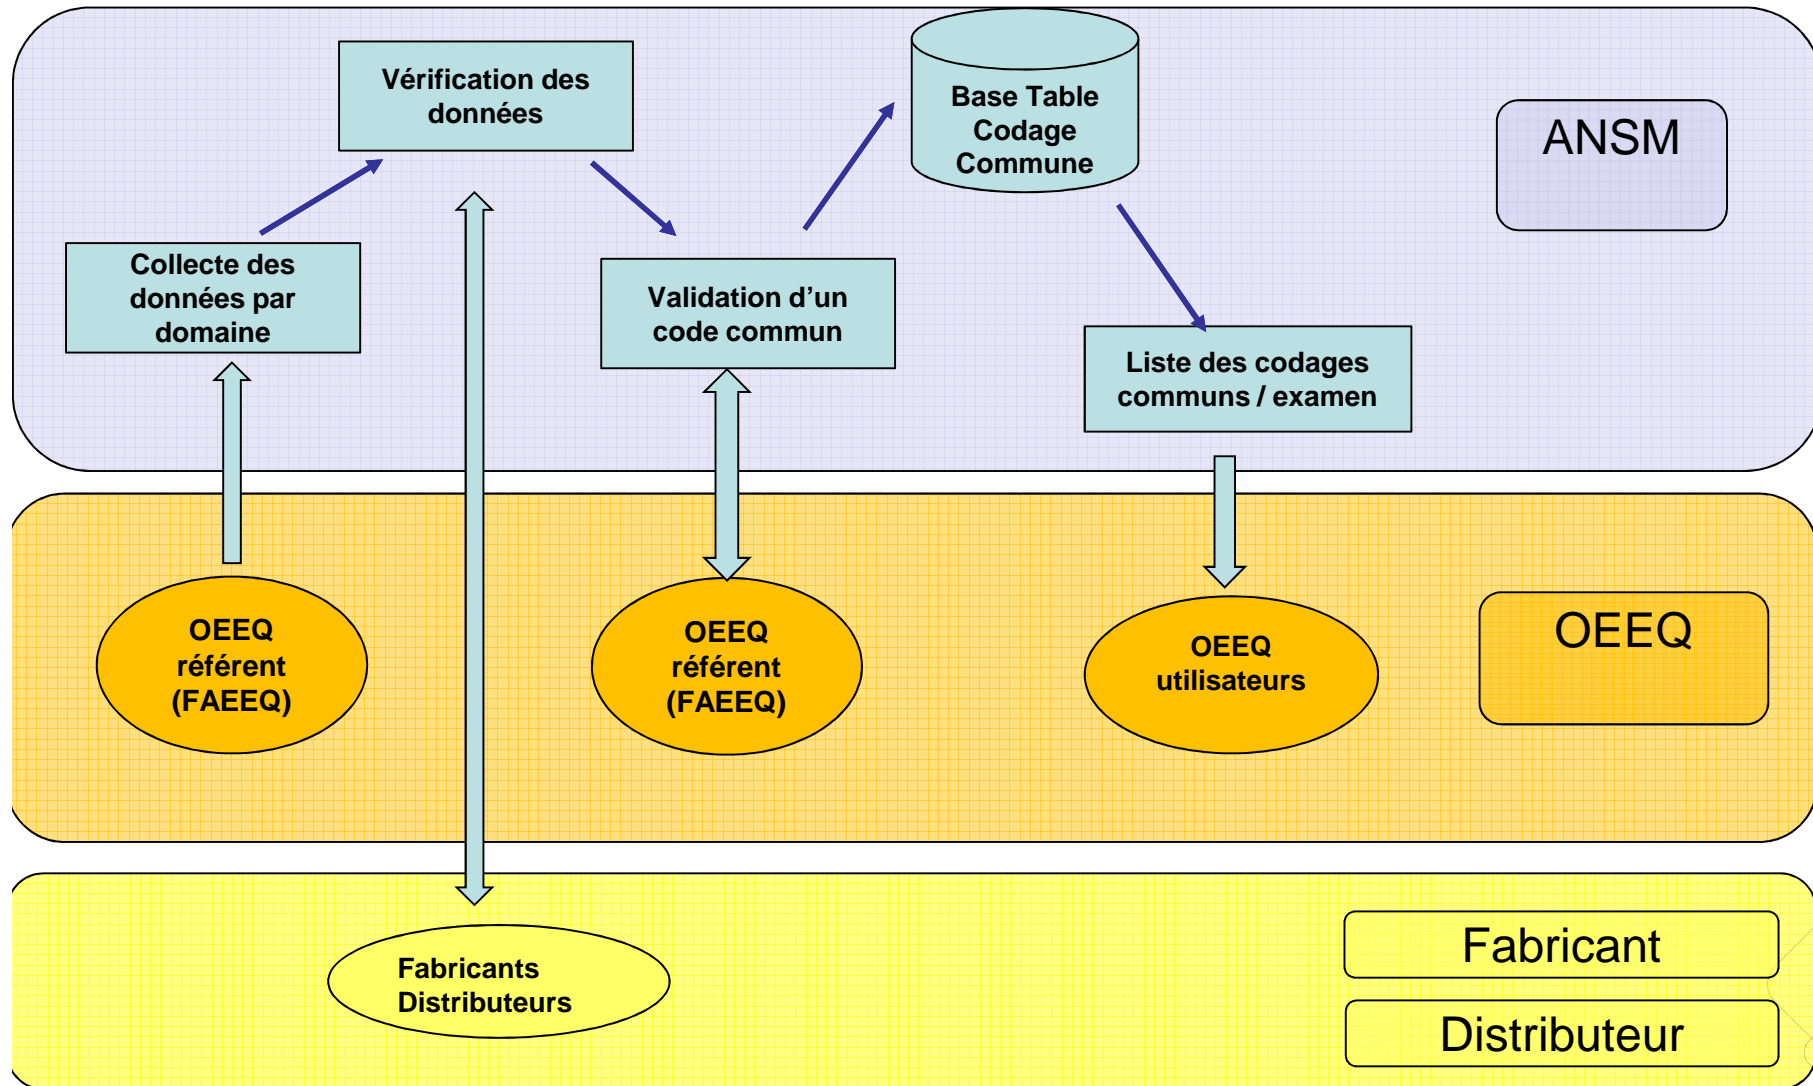 Vérification des
données
Base Table
Codage
Commune
ANSM
Collecte des
données par
domaine
Validation d’un
code commun
Liste des codages
communs / examen
OEEQ
référent
(FAEEQ)
OEEQ
référent
(FAEEQ)
OEEQ
utilisateurs
OEEQ
Fabricants
Distributeurs
Fabricant
Distributeur